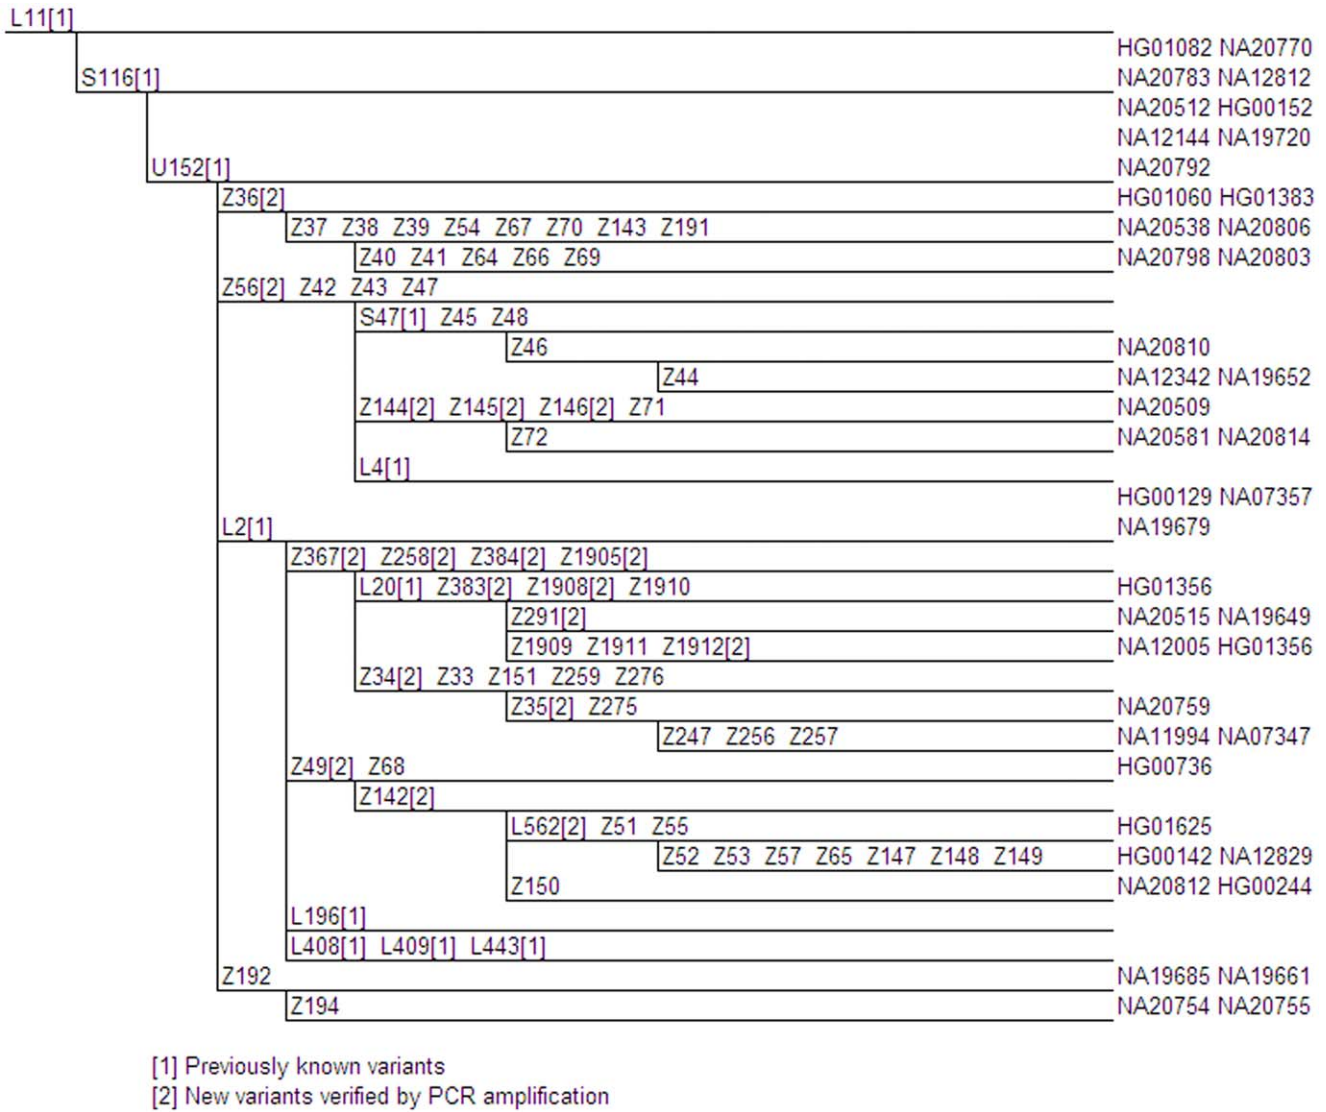 L11[1]
HG01082 NA20770
S116[1] NA20783 NA12812
NA20512 HG00152
NA12144 NA19720
U152[1] NA20792
Z36[2] HG01060 HG01383
Z37 Z38 Z39 Z54 Z67 Z70 Z143 Z191 NA20538 NA20806
Z40 Z41 Z64 Z66 Z69 NA20798 NA20803
Z56[2] Z42 Z43 Z47
S47[1] Z45 Z48
Z46 NA20810
Z44 NA12342 NA19652
Z144[2] Z145[2] Z146[2] Z71 NA20509
Z72 NA20581 NA20814
L4[1]
HG00129 NA07357
L2[1] NA19679
Z367[2] Z258[2] Z384[2] Z1905[2]
L20[1] Z383[2] Z1908[2] Z1910 HG01356
Z291[2] NA20515 NA19649
Z1909 Z1911 Z1912[2] NA12005 HG01356
Z34[2] Z33 Z151 Z259 Z276
Z35[2] Z275 NA20759
Z247 Z256 Z257 NA11994 NA07347
Z49[2] Z68 HG00736
Z142[2]
L562[2] Z51 Z55 HG01625
Z52 Z53 Z57 Z65 Z147 Z148 Z149 HG00142 NA12829
Z150 NA20812 HG00244
L196[1]
L408[1] L409[1] L443[1]
Z192 NA19685 NA19661
Z194 NA20754 NA20755
[1] Previously known variants
[2] New variants verified by PCR amplification